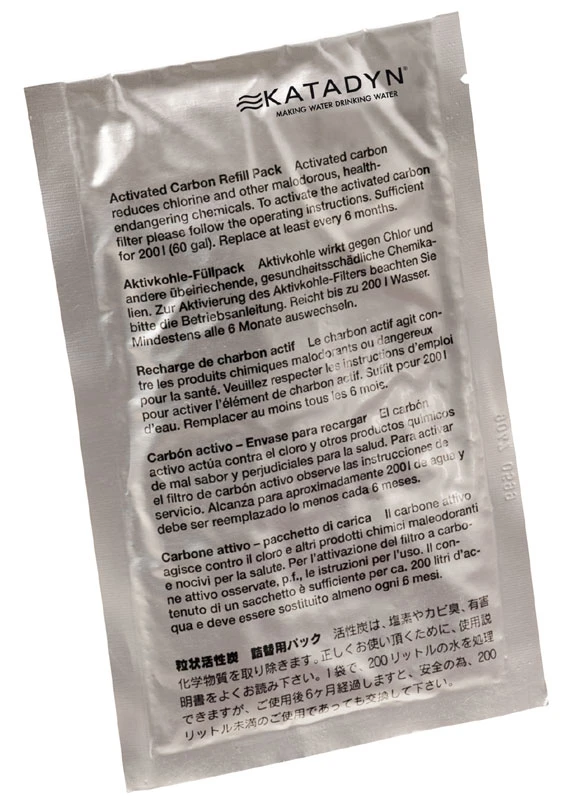 KATADYN®
MAKING WATER DRINKING WATER
Activated Carbon Refill Pack Activated carbon
reduces chlorine and other malodorous, health-
endangering chemicals. To activate the activated carbon
filter please follow the operating instructions. Sufficient
for 200 l (60 gal). Replace at least every 6 months.
Aktivkohle-Füllpack Aktivkohle wirkt gegen Chlor und
andere übelriechende, gesundheitsschädliche Chemika-
lien. Zur Aktivierung des Aktivkohle-Filters beachten Sie
bitte die Betriebsanleitung. Reicht bis zu 200 l Wasser.
Mindestens alle 6 Monate auswechseln.
Recharge de charbon actif Le charbon actif agit con-
tre les produits chimiques malodorants ou dangereux
pour la santé. Veuillez respecter les instructions d'emploi
pour activer l'élément de charbon actif. Suffit pour 200 l
d'eau. Remplacer au moins tous les 6 mois.
Carbón activo – Envase para recargar El carbón
activo actúa contra el cloro y otros productos químicos
de mal sabor y perjudiciales para la salud. Para activar
el filtro de carbón activo observe las instrucciones de
servicio. Alcanza para aproximadamente 200 l de agua y
debe ser reemplazado lo menos cada 6 meses.
Carbone attivo – pacchetto di carica Il carbone attivo
agisce contro il cloro e altri prodotti chimici maleodoranti
e nocivi per la salute. Per l'attivazione del filtro a carbo-
ne attivo osservate, p.f., le istruzioni per l'uso. Il con-
tenuto di un sacchetto è sufficiente per ca. 200 litri d'ac-
qua e deve essere sostituito almeno ogni 6 mesi.
粒状活性炭 詰替用パック 活性炭は、塩素やカビ臭、有害
化学物質を取り除きます。正しくお使い頂くために、使用説
明書をよくお読み下さい。1袋で、200リットルの水を処理
できますが、ご使用後6ヶ月経過しますと、安全の為、200
リットル未満のご使用であっても交換して下さい。